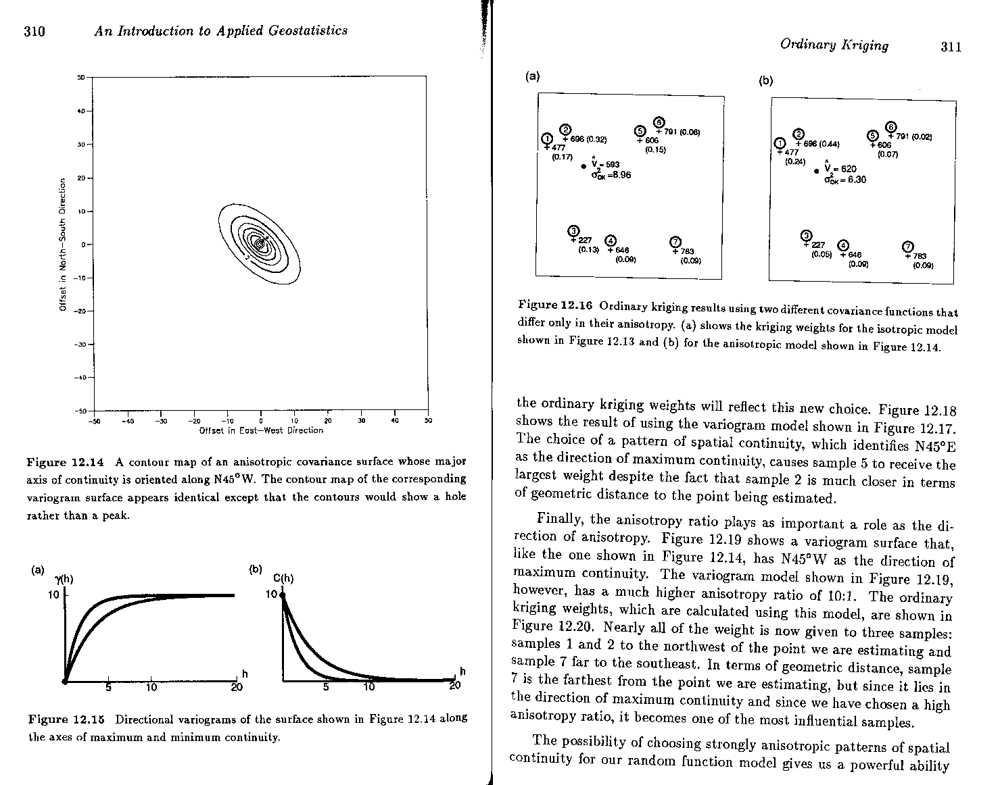 310 An Introduction to Applied Geostatistics
50
40
30
20
10
0
-10
-20
-30
-40
-50
Offset in North-South Direction
-50 -40 -30 -20 -10 0 10 20 30 40 50
Offset in East-West Direction
2
Figure 12.14 A contour map of an anisotropic covariance surface whose major
axis of continuity is oriented along N45°W. The contour map of the corresponding
variogram surface appears identical except that the contours would show a hole
rather than a peak.
(a)
γ(h)
10
5 10 20
h
(b)
C(h)
10
5 10 20
h
Figure 12.15 Directional variograms of the surface shown in Figure 12.14 along
the axes of maximum and minimum continuity.
Ordinary Kriging 311
(a)
1
+477
(0.17)
2
+696 (0.32)
5
+606
(0.15)
6
+791 (0.06)
V̂ = 593
σ²OK = 8.96
3
+227
(0.13)
4
+646
(0.09)
7
+783
(0.09)
(b)
1
+477
(0.24)
2
+696 (0.44)
5
+606
(0.07)
6
+791 (0.02)
V̂ = 620
σ²OK = 6.30
3
+227
(0.05)
4
+646
(0.09)
7
+783
(0.09)
Figure 12.16 Ordinary kriging results using two different covariance functions that
differ only in their anisotropy. (a) shows the kriging weights for the isotropic model
shown in Figure 12.13 and (b) for the anisotropic model shown in Figure 12.14.
the ordinary kriging weights will reflect this new choice. Figure 12.18
shows the result of using the variogram model shown in Figure 12.17.
The choice of a pattern of spatial continuity, which identifies N45°E
as the direction of maximum continuity, causes sample 5 to receive the
largest weight despite the fact that sample 2 is much closer in terms
of geometric distance to the point being estimated.
Finally, the anisotropy ratio plays as important a role as the di-
rection of anisotropy. Figure 12.19 shows a variogram surface that,
like the one shown in Figure 12.14, has N45°W as the direction of
maximum continuity. The variogram model shown in Figure 12.19,
however, has a much higher anisotropy ratio of 10:1. The ordinary
kriging weights, which are calculated using this model, are shown in
Figure 12.20. Nearly all of the weight is now given to three samples:
samples 1 and 2 to the northwest of the point we are estimating and
sample 7 far to the southeast. In terms of geometric distance, sample
7 is the farthest from the point we are estimating, but since it lies in
the direction of maximum continuity and since we have chosen a high
anisotropy ratio, it becomes one of the most influential samples.
The possibility of choosing strongly anisotropic patterns of spatial
continuity for our random function model gives us a powerful ability